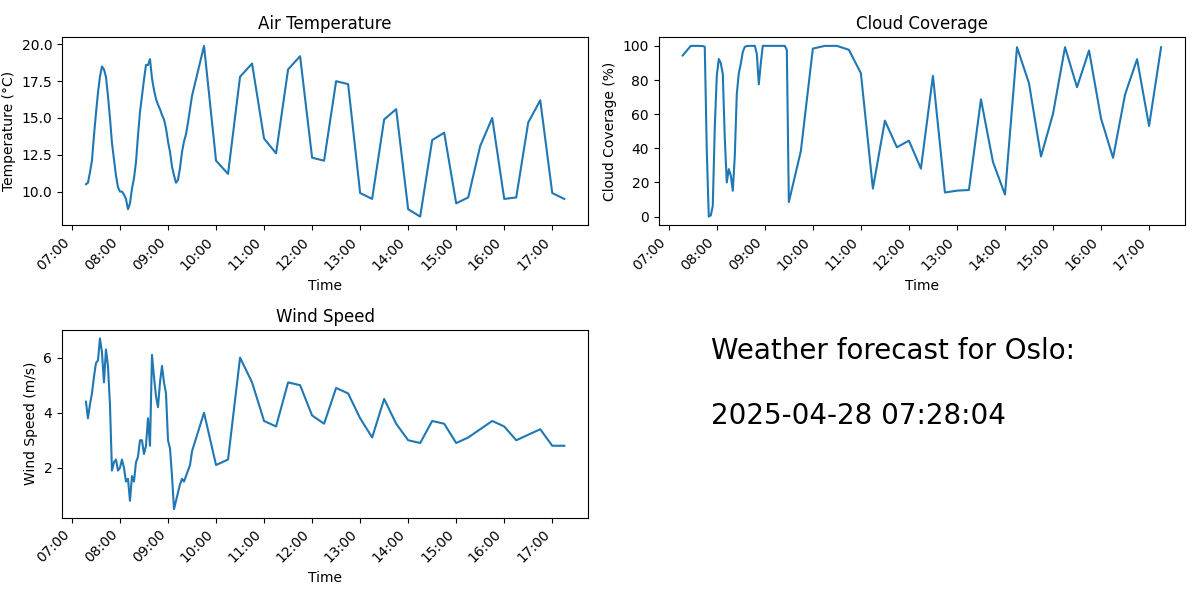 Air Temperature
Temperature (°C)
20.0
17.5
15.0
12.5
10.0
07:00 08:00 09:00 10:00 11:00 12:00 13:00 14:00 15:00 16:00 17:00
Time
Cloud Coverage
Cloud Coverage (%)
100
80
60
40
20
0
07:00 08:00 09:00 10:00 11:00 12:00 13:00 14:00 15:00 16:00 17:00
Time
Wind Speed
Wind Speed (m/s)
6
4
2
07:00 08:00 09:00 10:00 11:00 12:00 13:00 14:00 15:00 16:00 17:00
Time
Weather forecast for Oslo:
2025-04-28 07:28:04